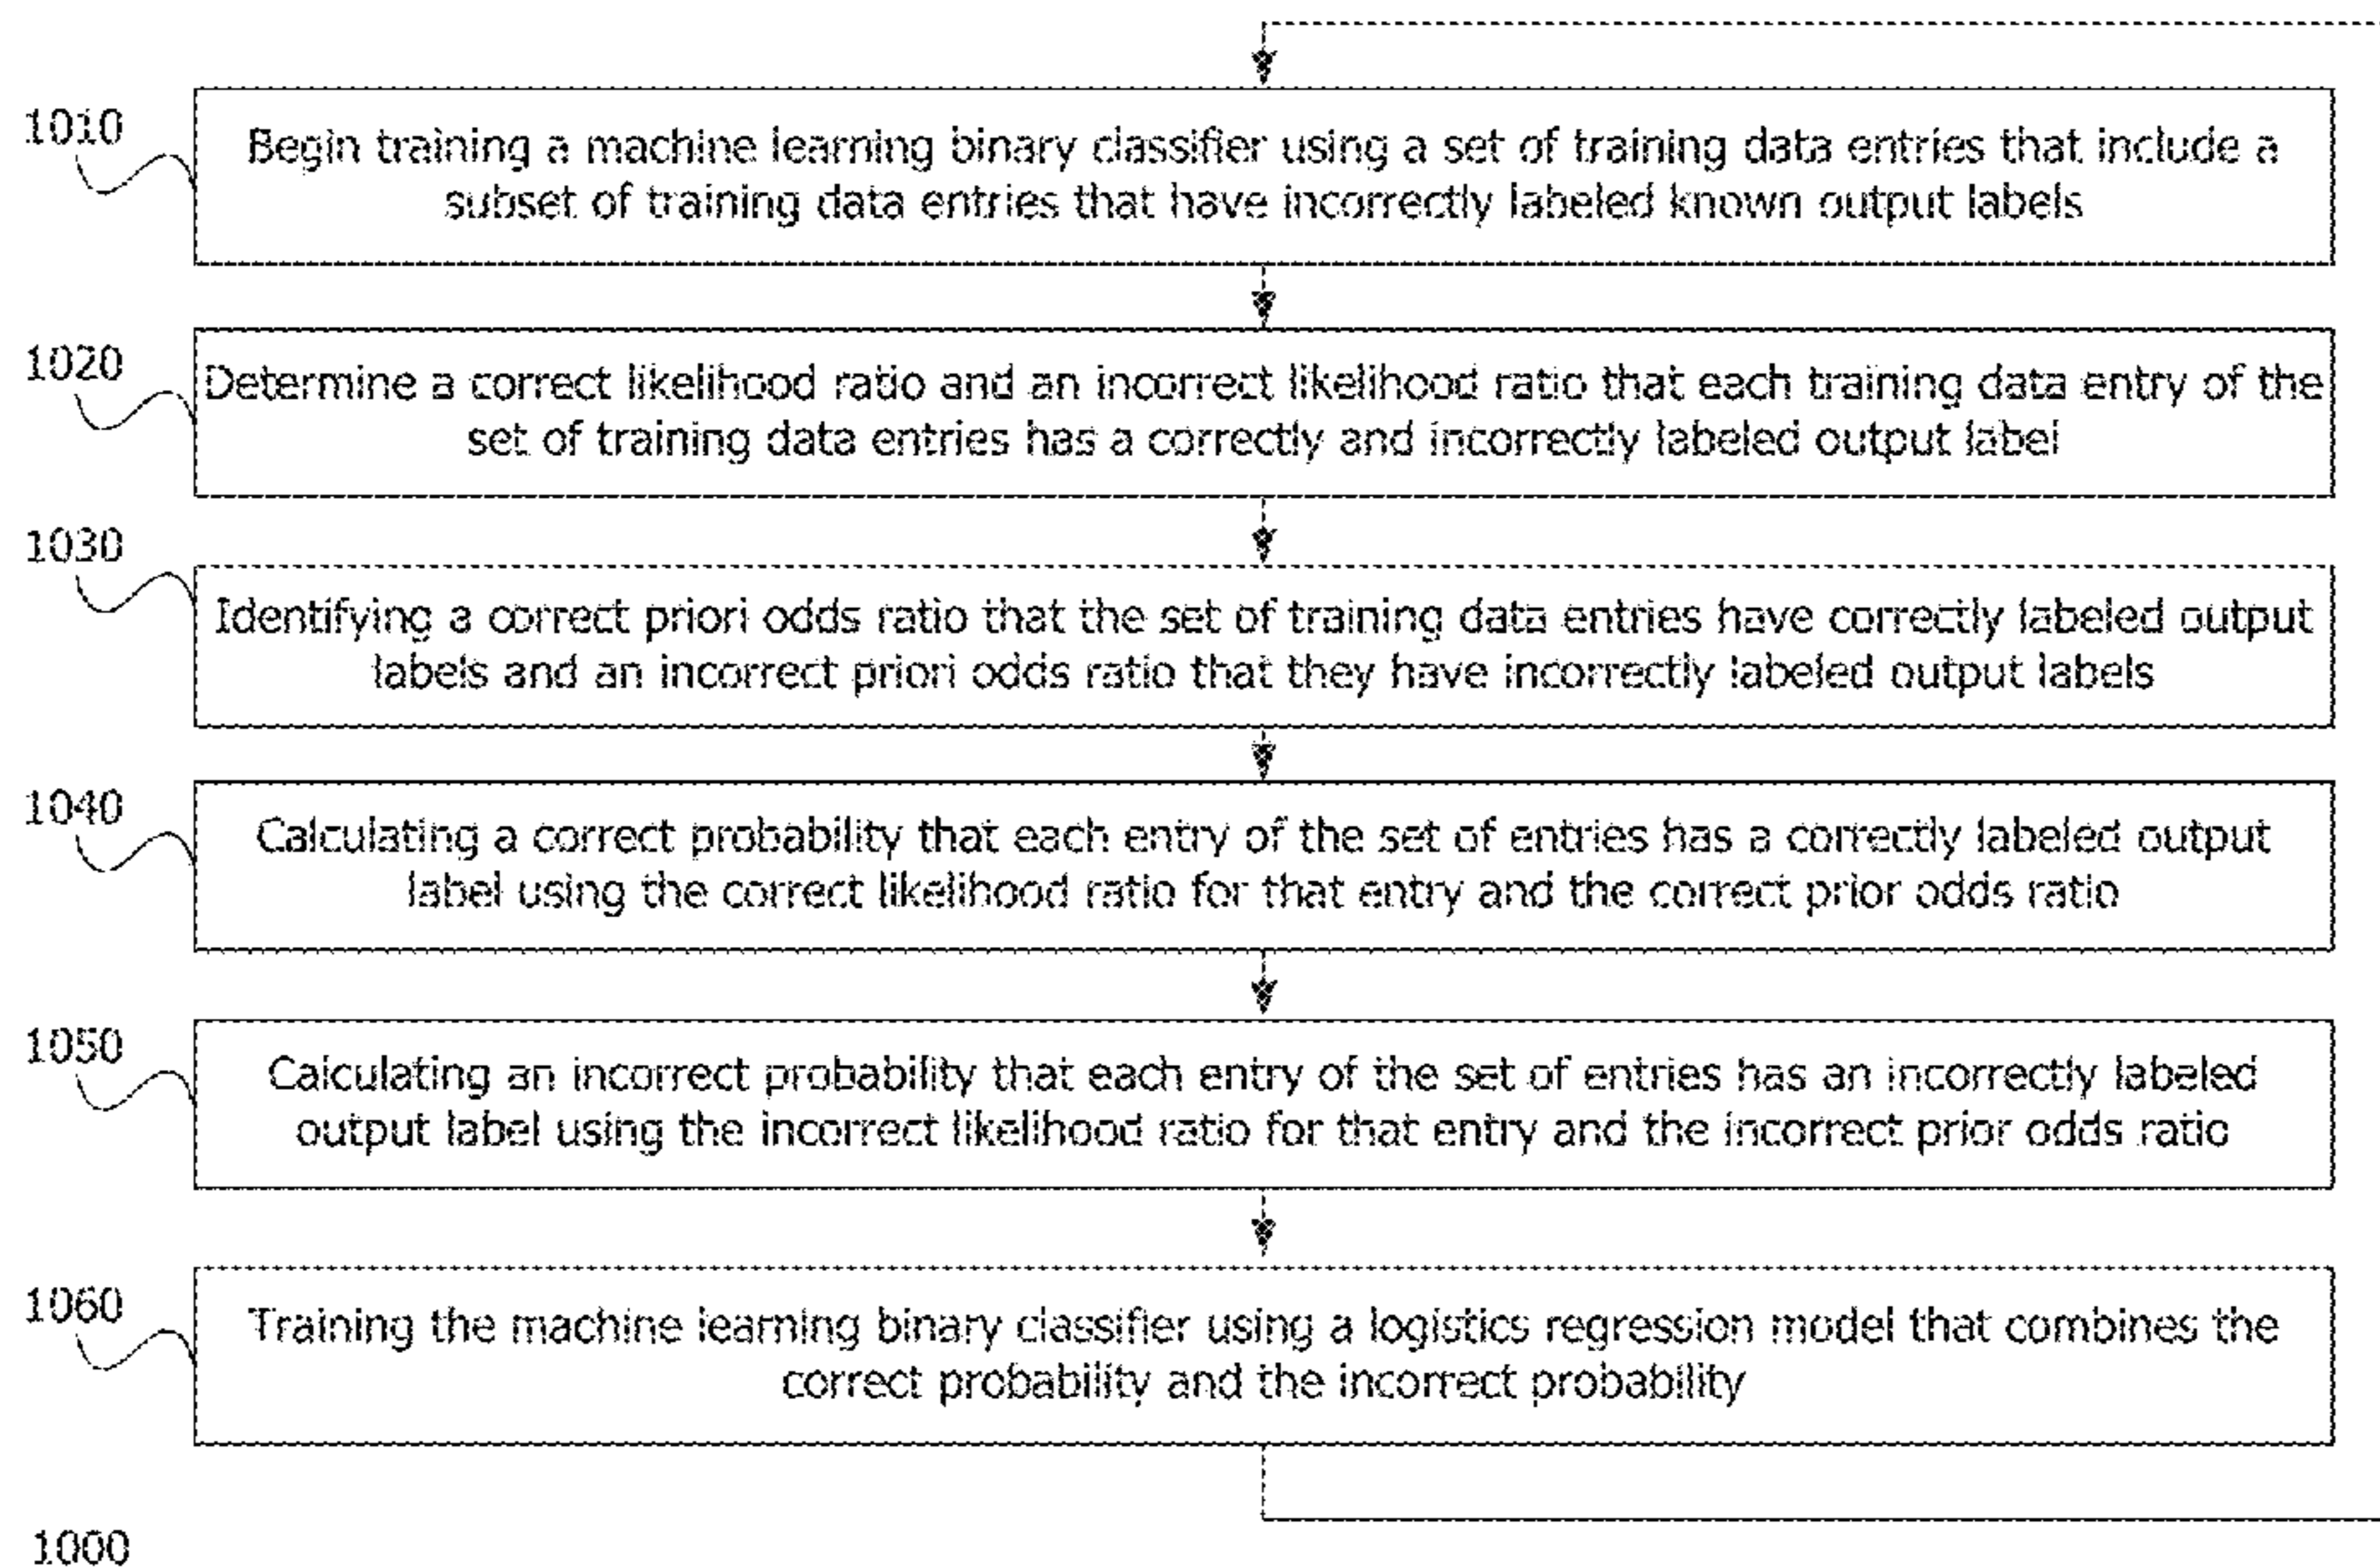 1010
Begin training a machine learning binary classifier using a set of training data entries that include a
subset of training data entries that have incorrectly labeled known output labels
1020
Determine a correct likelihood ratio and an incorrect likelihood ratio that each training data entry of the
set of training data entries has a correctly and incorrectly labeled output label
1030
Identifying a correct priori odds ratio that the set of training data entries have correctly labeled output
labels and an incorrect priori odds ratio that they have incorrectly labeled output labels
1040
Calculating a correct probability that each entry of the set of entries has a correctly labeled output
label using the correct likelihood ratio for that entry and the correct prior odds ratio
1050
Calculating an incorrect probability that each entry of the set of entries has an incorrectly labeled
output label using the incorrect likelihood ratio for that entry and the incorrect prior odds ratio
1060
Training the machine learning binary classifier using a logistics regression model that combines the
correct probability and the incorrect probability
1000